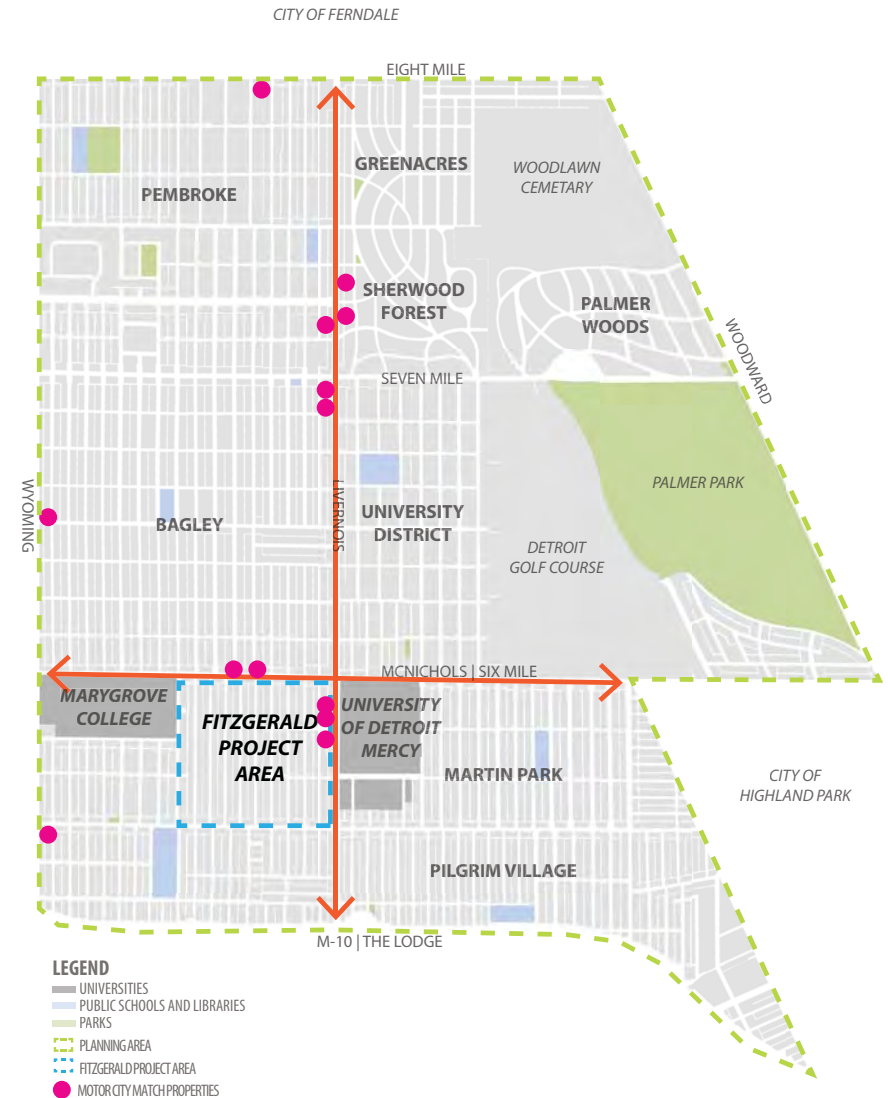 CITY OF FERNDALE
EIGHT MILE
GREENACRES
WOODLAWN
CEMETARY
PEMBROKE
SHERWOOD
FOREST
PALMER
WOODS
WOODWARD
SEVEN MILE
PALMER PARK
WYOMING
LIVERNOIS
BAGLEY
UNIVERSITY
DISTRICT
DETROIT
GOLF COURSE
MCNICHOLS | SIX MILE
MARYGROVE
COLLEGE
FITZGERALD
PROJECT
AREA
UNIVERSITY
OF DETROIT
MERCY
MARTIN PARK
CITY OF
HIGHLAND PARK
PILGRIM VILLAGE
M-10 | THE LODGE
LEGEND
UNIVERSITIES
PUBLIC SCHOOLS AND LIBRARIES
PARKS
PLANNING AREA
FITZGERALD PROJECT AREA
MOTOR CITY MATCH PROPERTIES